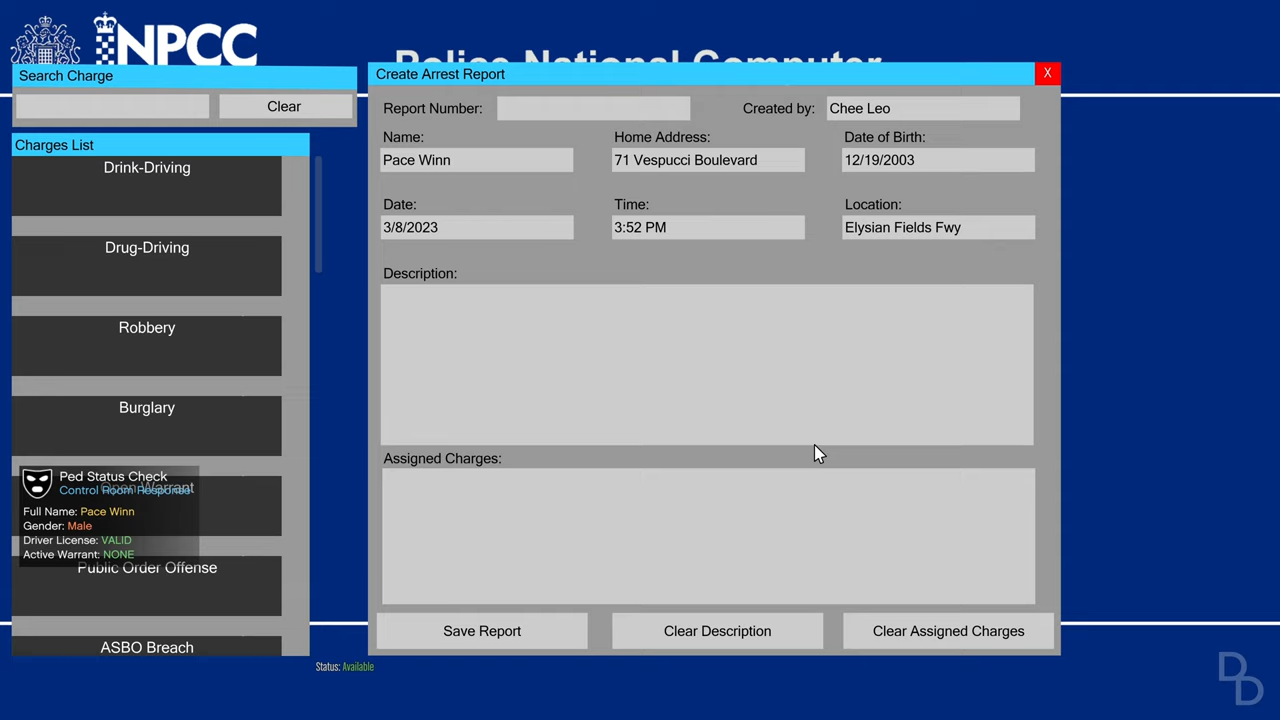 NPCC
Police National Computer
Search Charge
Clear
Charges List
Drink-Driving
Drug-Driving
Robbery
Burglary
Open Warrant
Public Order Offense
ASBO Breach
Ped Status Check
Control Room Response
Full Name: Pace Winn
Gender: Male
Driver License: VALID
Active Warrant: NONE
Create Arrest Report
X
Report Number:
Created by: Chee Leo
Name: Home Address: Date of Birth:
Pace Winn 71 Vespucci Boulevard 12/19/2003
Date: Time: Location:
3/8/2023 3:52 PM Elysian Fields Fwy
Description:
Assigned Charges:
Save Report Clear Description Clear Assigned Charges
Status: Available
DD